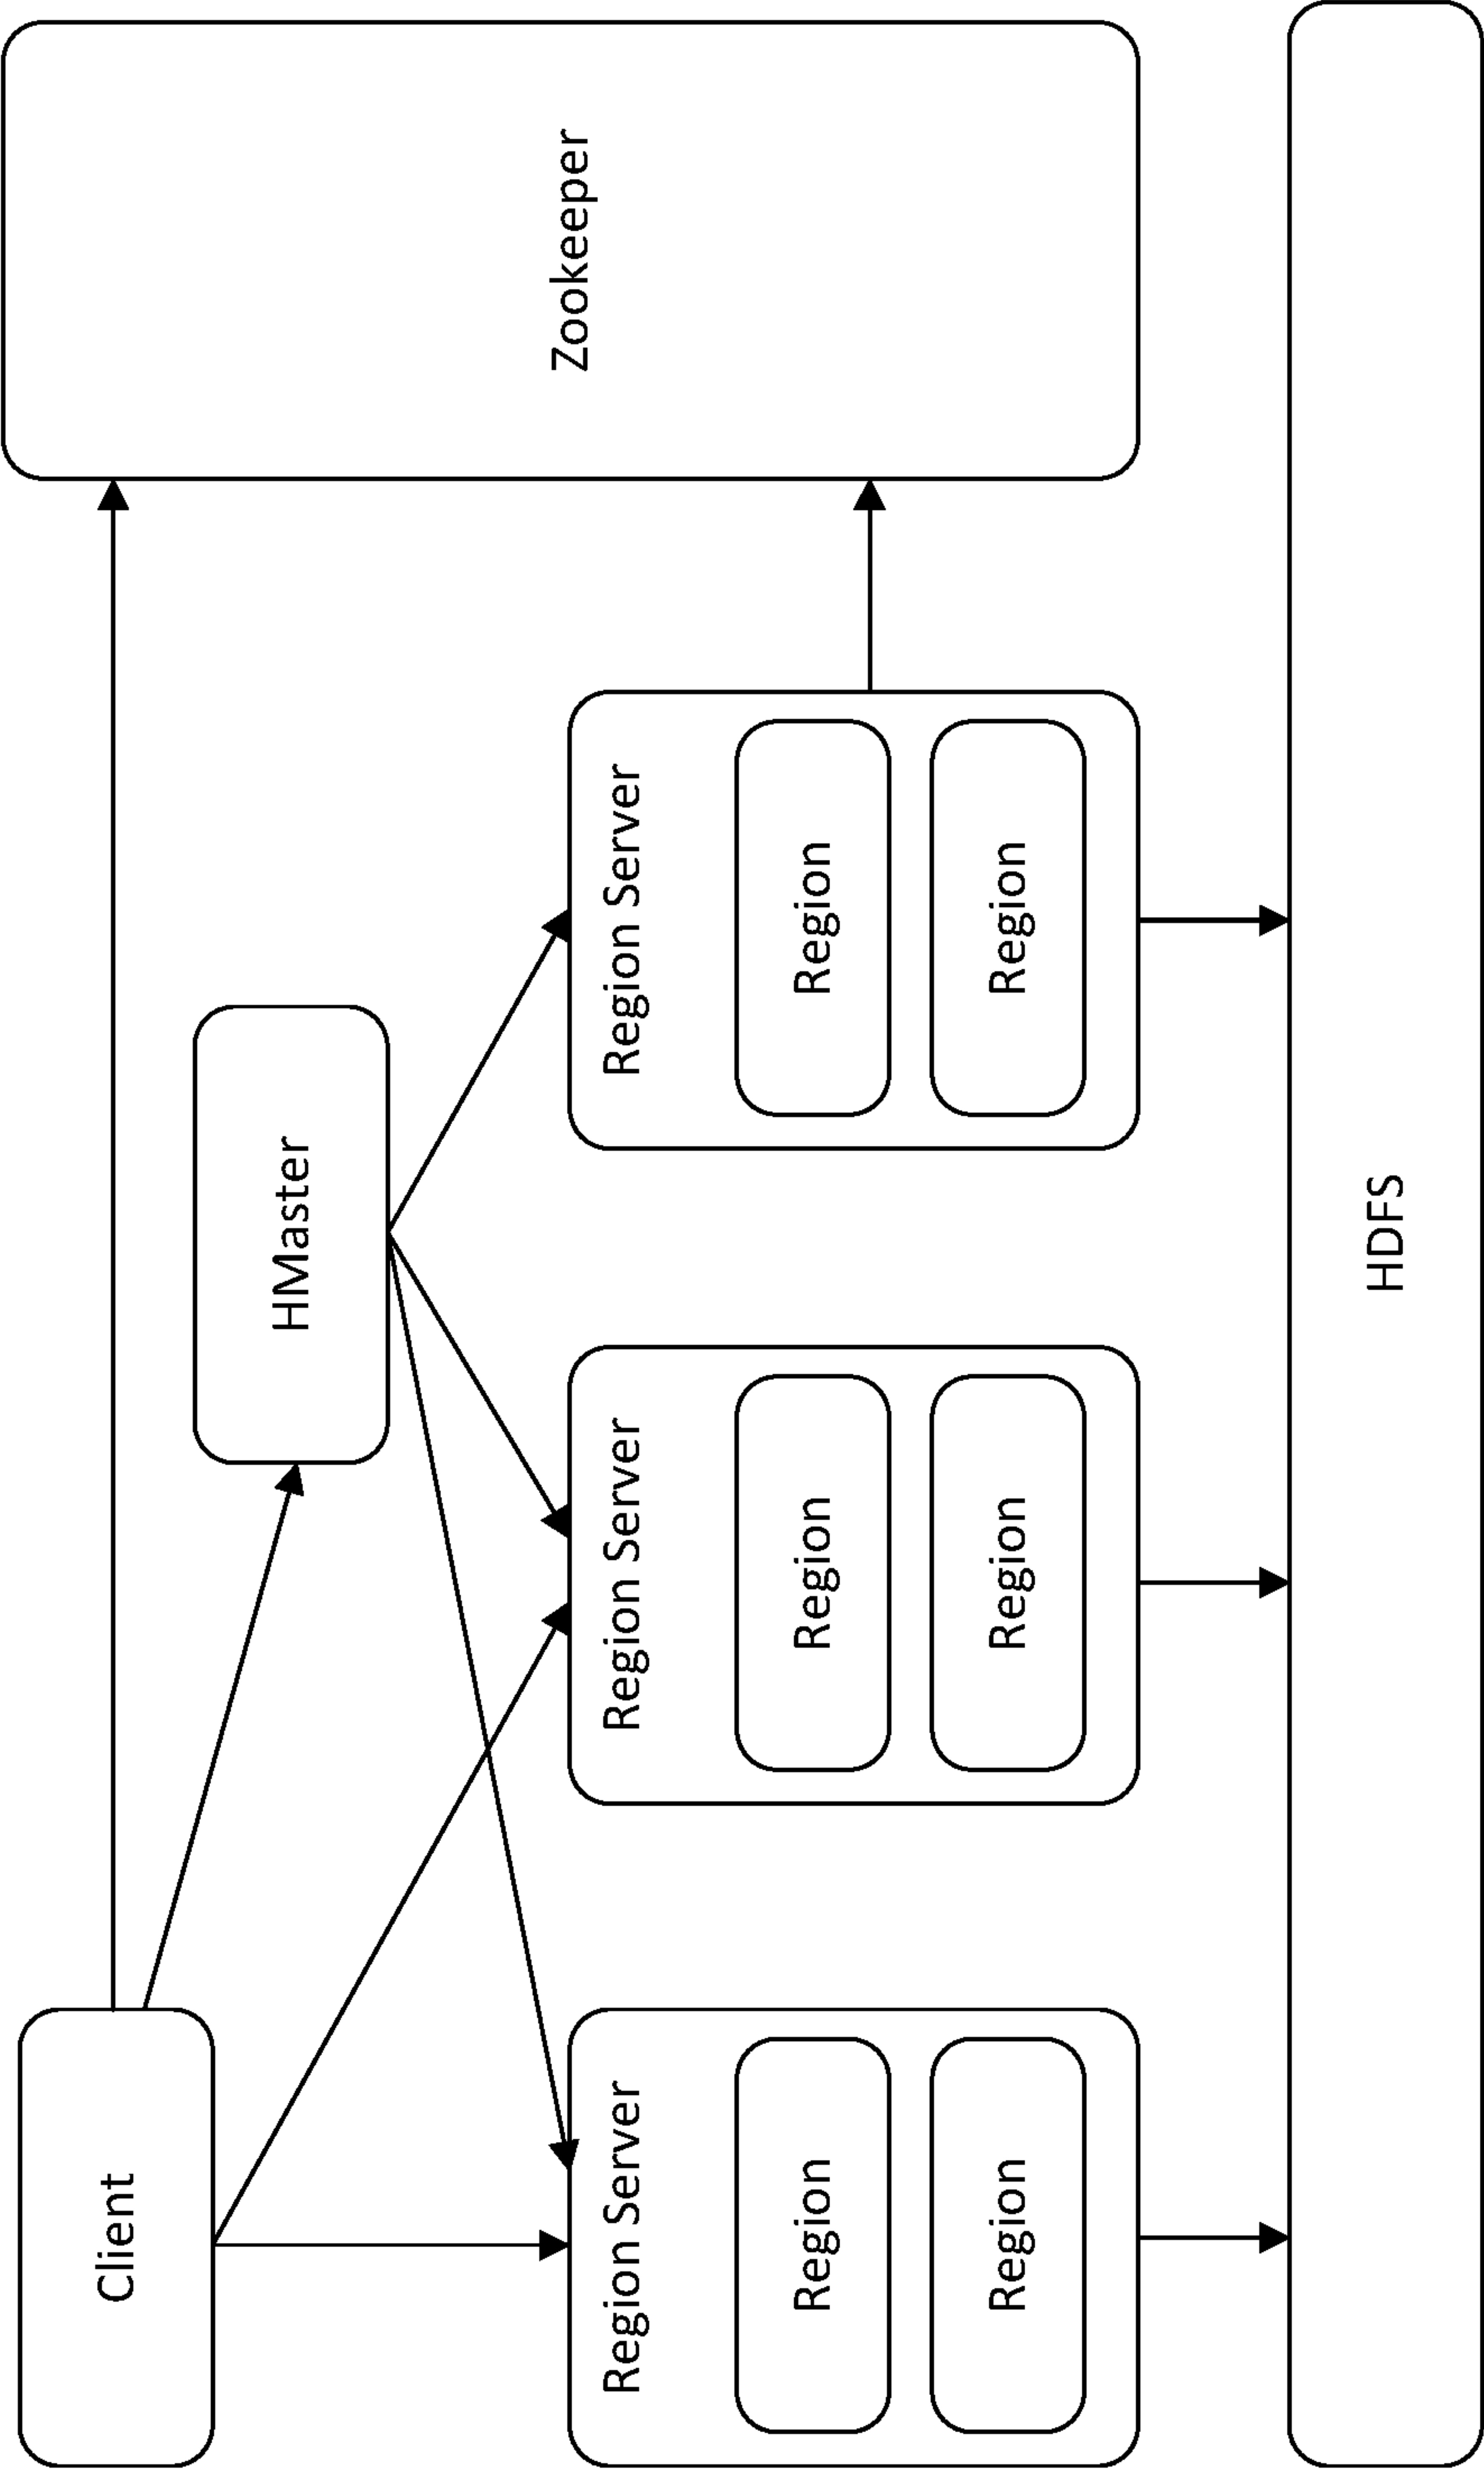 Client
HMaster
Zookeeper
Region Server
Region
Region
Region Server
Region
Region
Region Server
Region
Region
HDFS